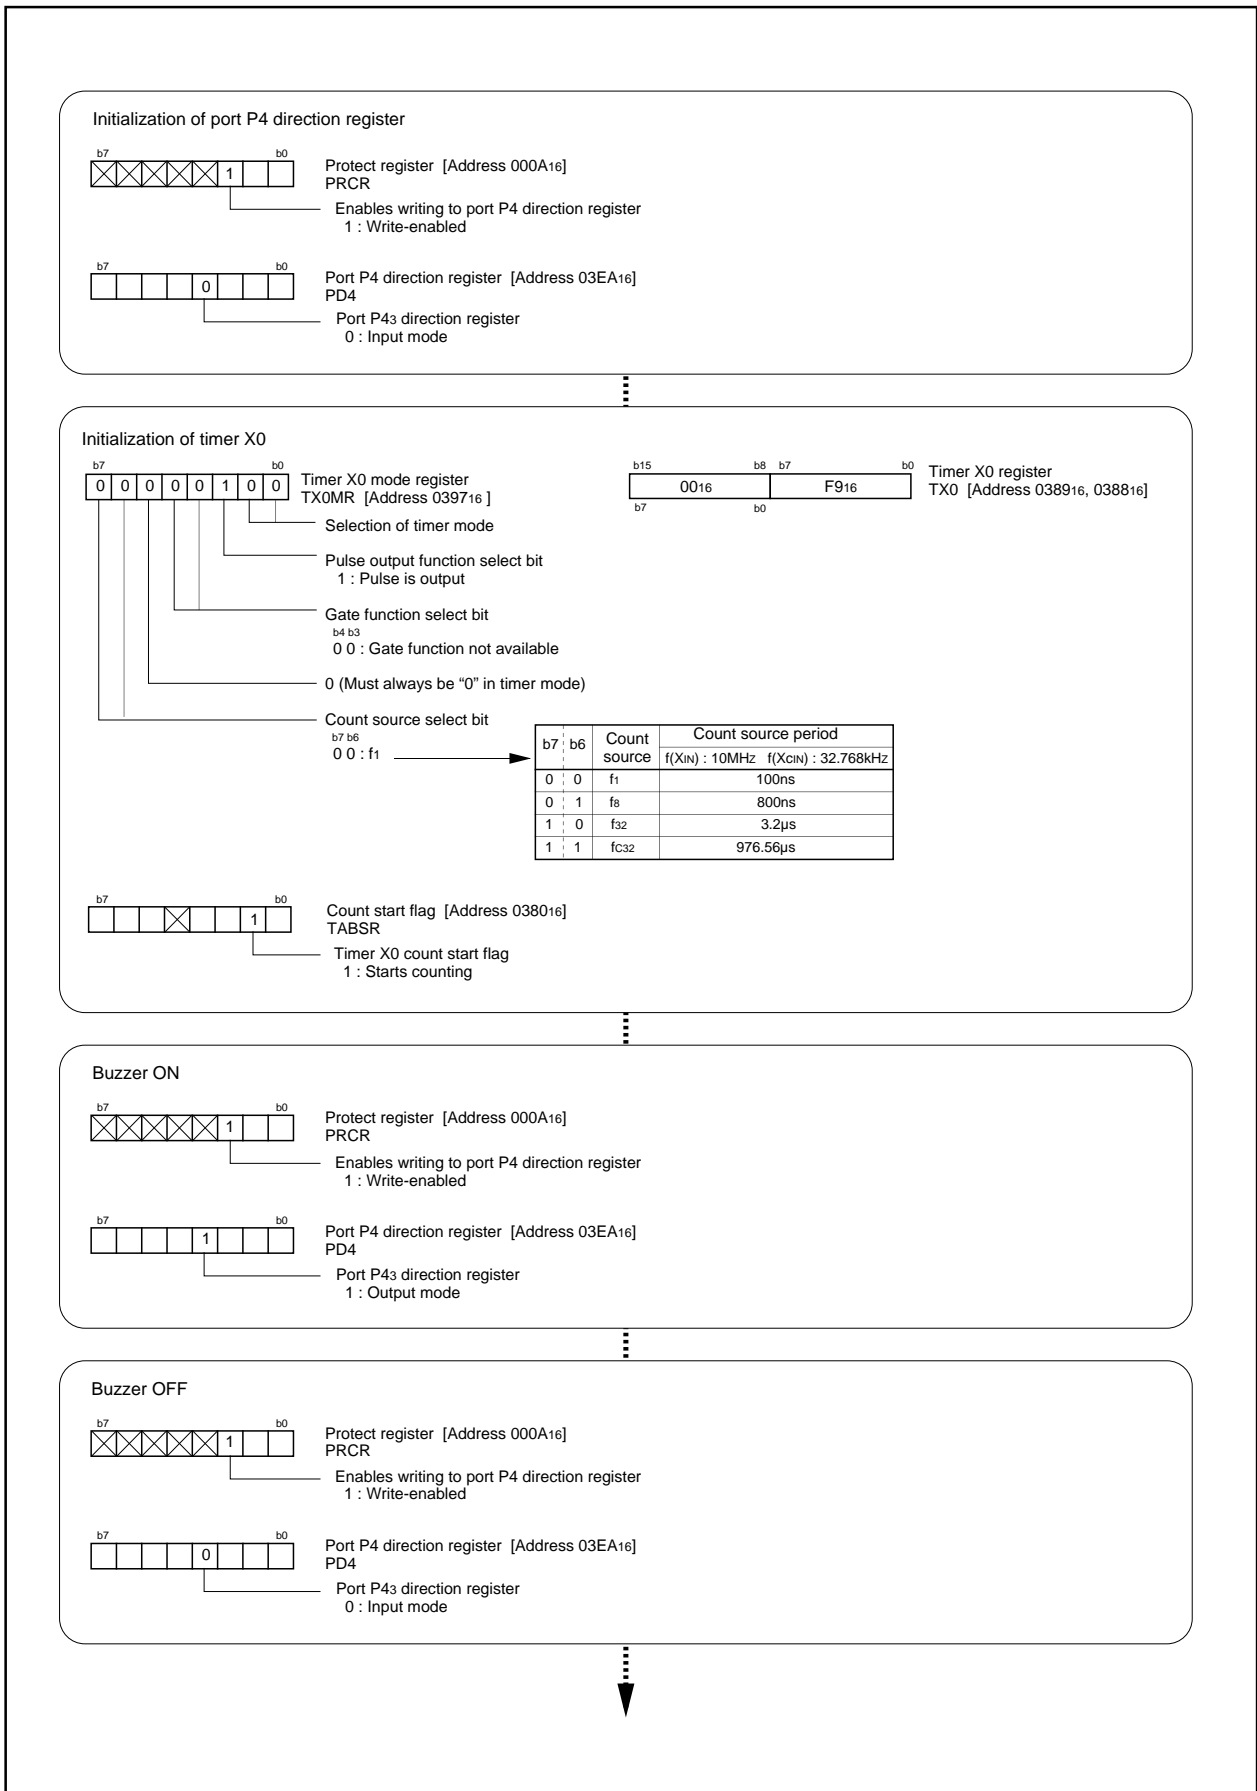 Initialization of port P4 direction register
b7 b0
1
Protect register [Address 000A16]
PRCR
Enables writing to port P4 direction register
1 : Write-enabled
b7 b0
0
Port P4 direction register [Address 03EA16]
PD4
Port P43 direction register
0 : Input mode
Initialization of timer X0
b7 b0
0 0 0 0 0 1 0 0
Timer X0 mode register
TX0MR [Address 039716 ]
Selection of timer mode
Pulse output function select bit
1 : Pulse is output
Gate function select bit
b4 b3
0 0 : Gate function not available
0 (Must always be “0” in timer mode)
Count source select bit
b7 b6
0 0 : f1
b15 b8 b7 b0
0016 F916
b7 b0
Timer X0 register
TX0 [Address 038916, 038816]
b7 b6 Count source Count source period
f(XIN) : 10MHz f(XCIN) : 32.768kHz
0 0 f1 100ns
0 1 f8 800ns
1 0 f32 3.2µs
1 1 fC32 976.56µs
b7 b0
1
Count start flag [Address 038016]
TABSR
Timer X0 count start flag
1 : Starts counting
Buzzer ON
b7 b0
1
Protect register [Address 000A16]
PRCR
Enables writing to port P4 direction register
1 : Write-enabled
b7 b0
1
Port P4 direction register [Address 03EA16]
PD4
Port P43 direction register
1 : Output mode
Buzzer OFF
b7 b0
1
Protect register [Address 000A16]
PRCR
Enables writing to port P4 direction register
1 : Write-enabled
b7 b0
0
Port P4 direction register [Address 03EA16]
PD4
Port P43 direction register
0 : Input mode